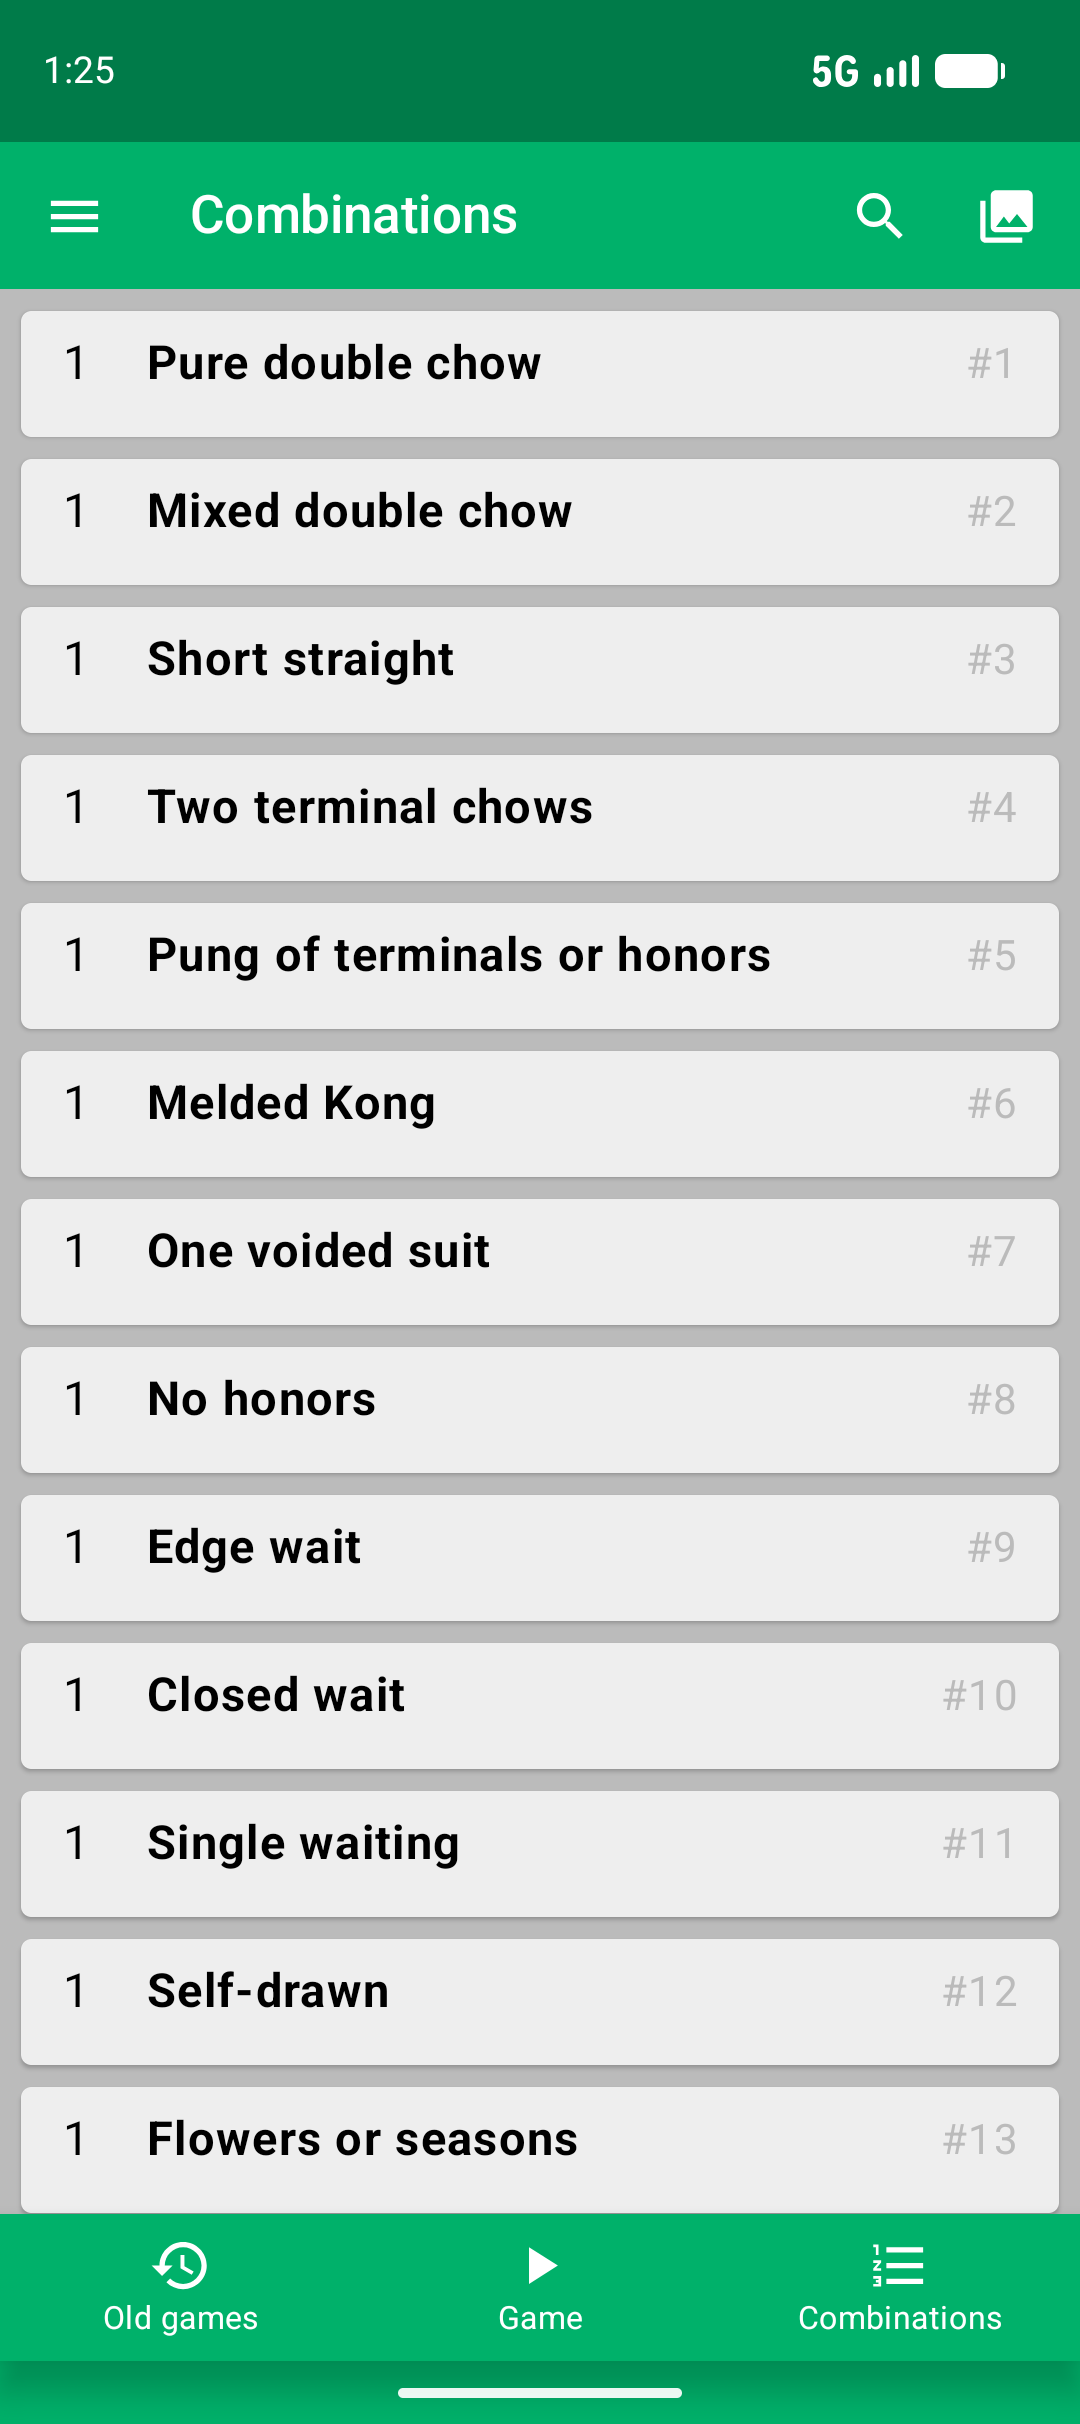 1:25
5G
Combinations
1 Pure double chow #1
1 Mixed double chow #2
1 Short straight #3
1 Two terminal chows #4
1 Pung of terminals or honors #5
1 Melded Kong #6
1 One voided suit #7
1 No honors #8
1 Edge wait #9
1 Closed wait #10
1 Single waiting #11
1 Self-drawn #12
1 Flowers or seasons #13
Old games
Game
Combinations